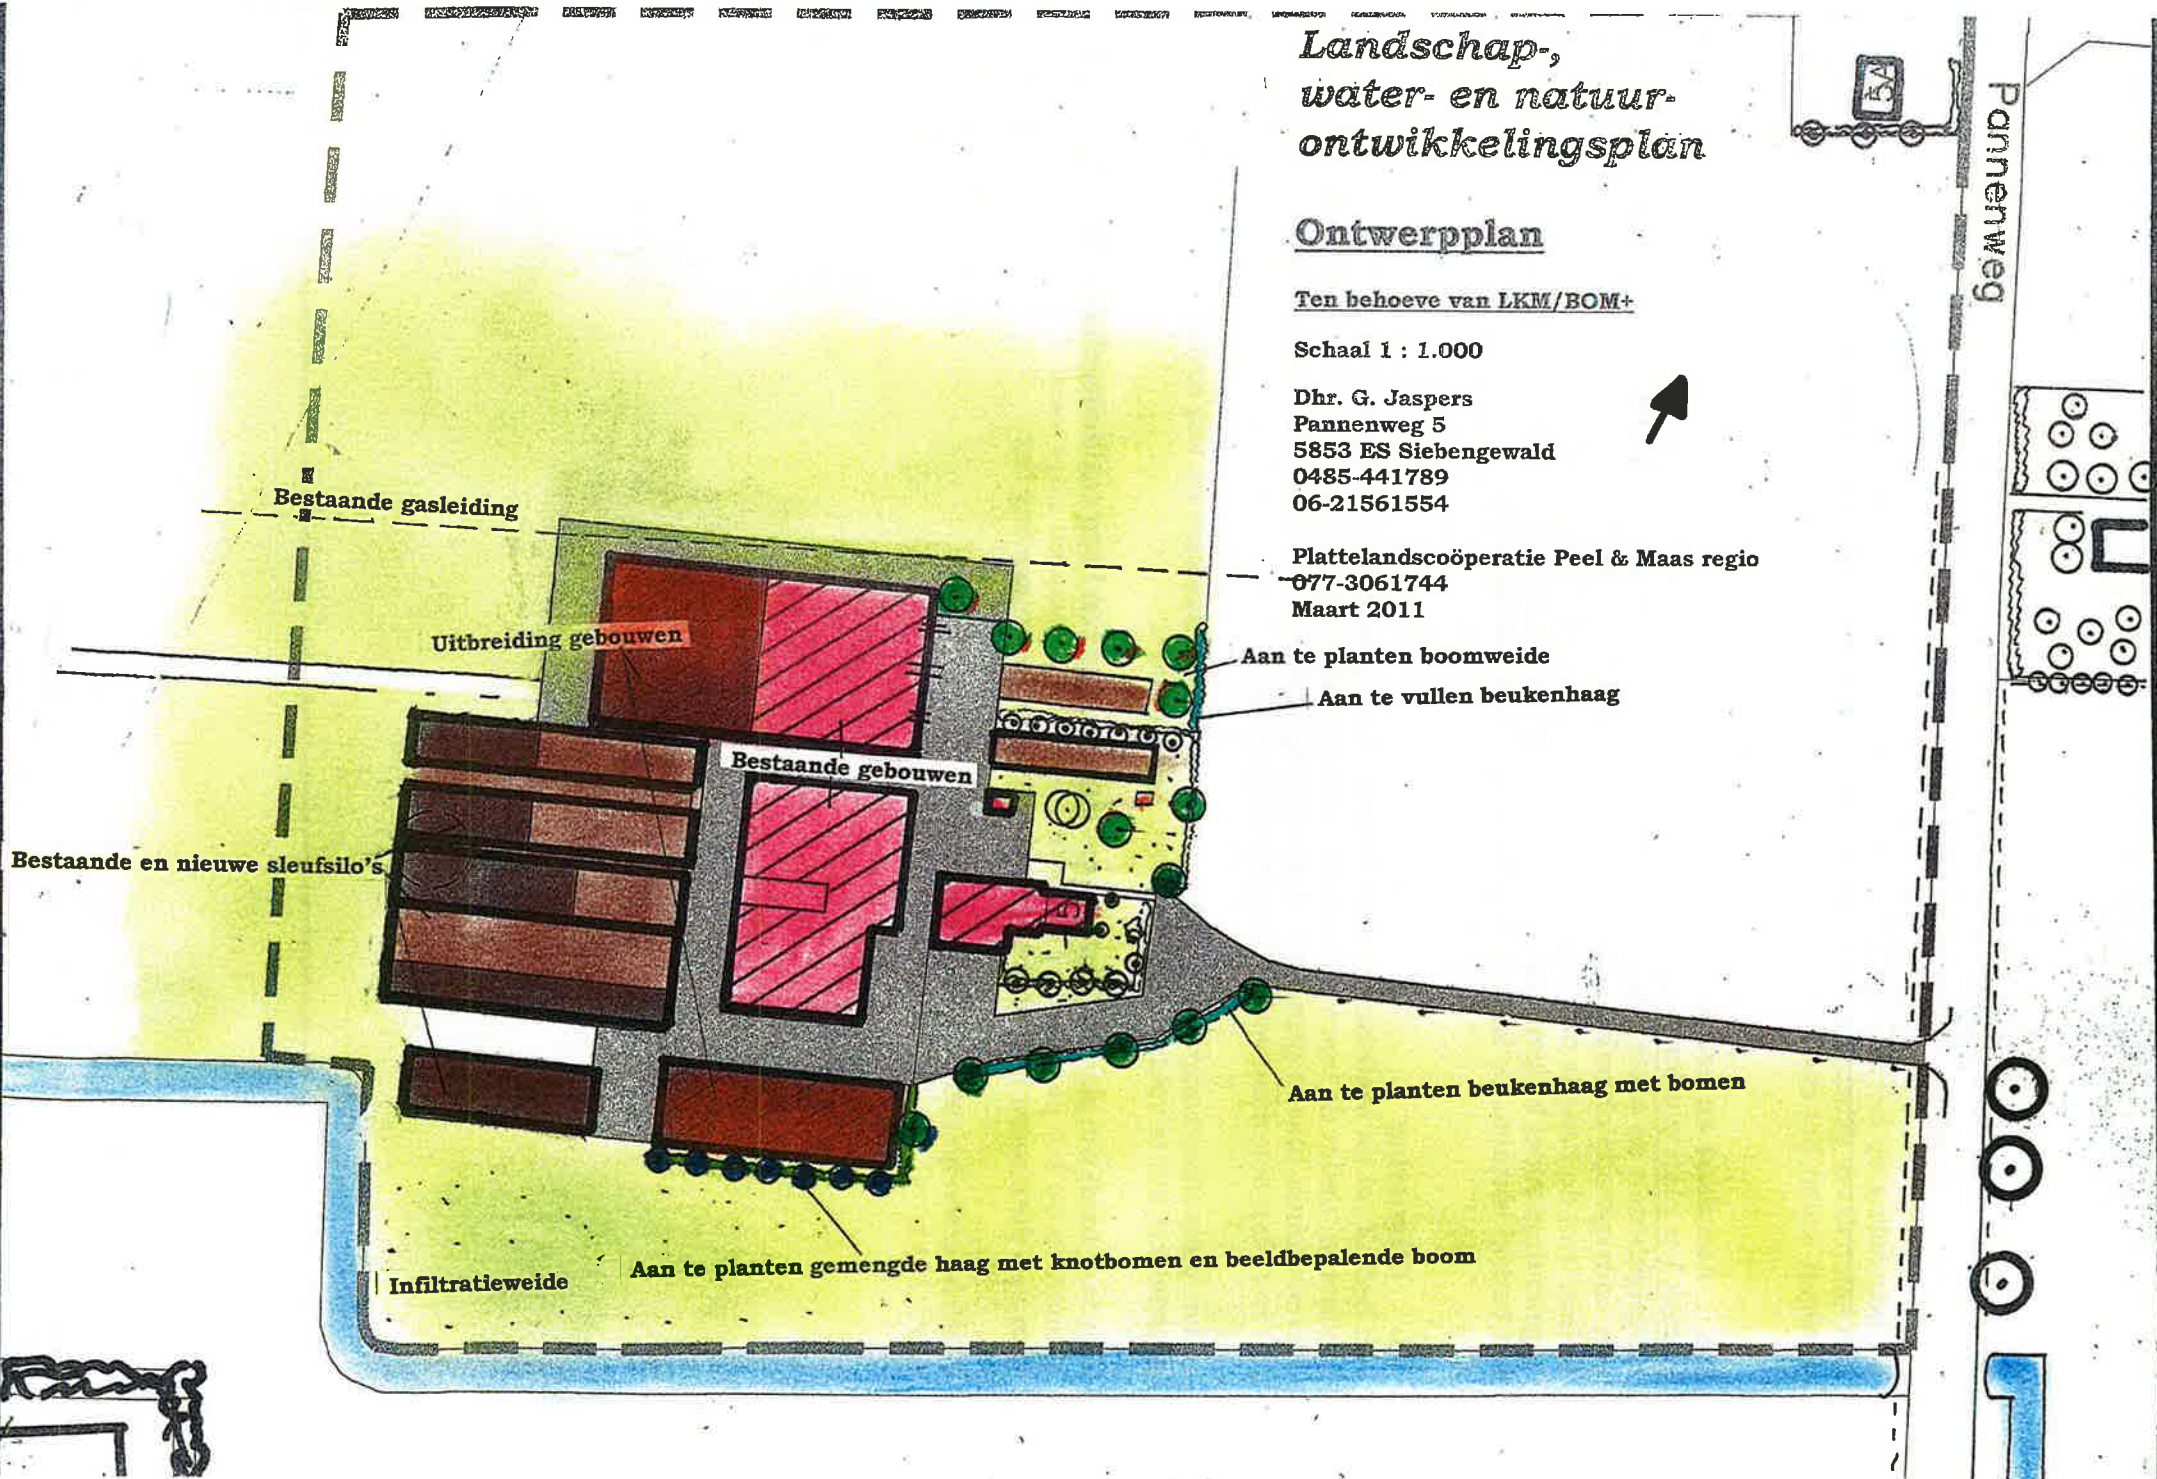 Landschap-,
water- en natuur-
ontwikkelingsplan
Ontwerpplan
Ten behoeve van LKM/BOM+
Schaal 1 : 1.000
Dhr. G. Jaspers
Pannenweg 5
5853 ES Siebengewald
0485-441789
06-21561554
Plattelandscoöperatie Peel & Maas regio
077-3061744
Maart 2011
5A
Pannenweg
Bestaande gasleiding
Uitbreiding gebouwen
Aan te planten boomweide
Aan te vullen beukenhaag
Bestaande gebouwen
Bestaande en nieuwe sleufsilo's
5
Aan te planten beukenhaag met bomen
Aan te planten gemengde haag met knotbomen en beeldbepalende boom
Infiltratieweide